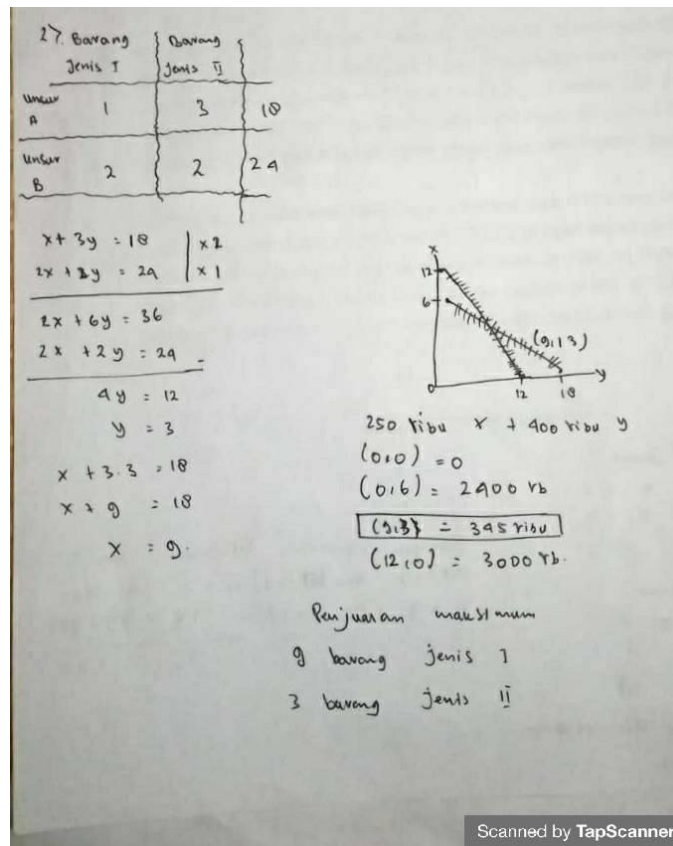 27. Barang Jenis I Barang Jenis II
Unsur A 1 3 18
Unsur B 2 2 24
x + 3y = 18 | x 2
2x + 2y = 24 | x 1
2x + 6y = 36
2x + 2y = 24 -
4y = 12
y = 3
x + 3.3 = 18
x + 9 = 18
x = 9.
x
12
6
(9,3)
0
12
18
y
250 ribu x + 400 ribu y
(0,0) = 0
(0,6) = 2400 rb
(9,3) = 345 ribu
(12,0) = 3000 rb.
Penjualan maksimum
9 barang jenis I
3 barang jenis II
Scanned by TapScanner